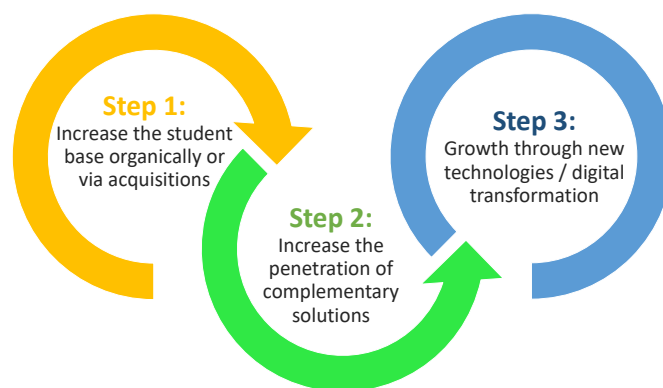 Step 1:
Increase the student
base organically or
via acquisitions
Step 2:
Increase the
penetration of
complementary
solutions
Step 3:
Growth through new
technologies / digital
transformation